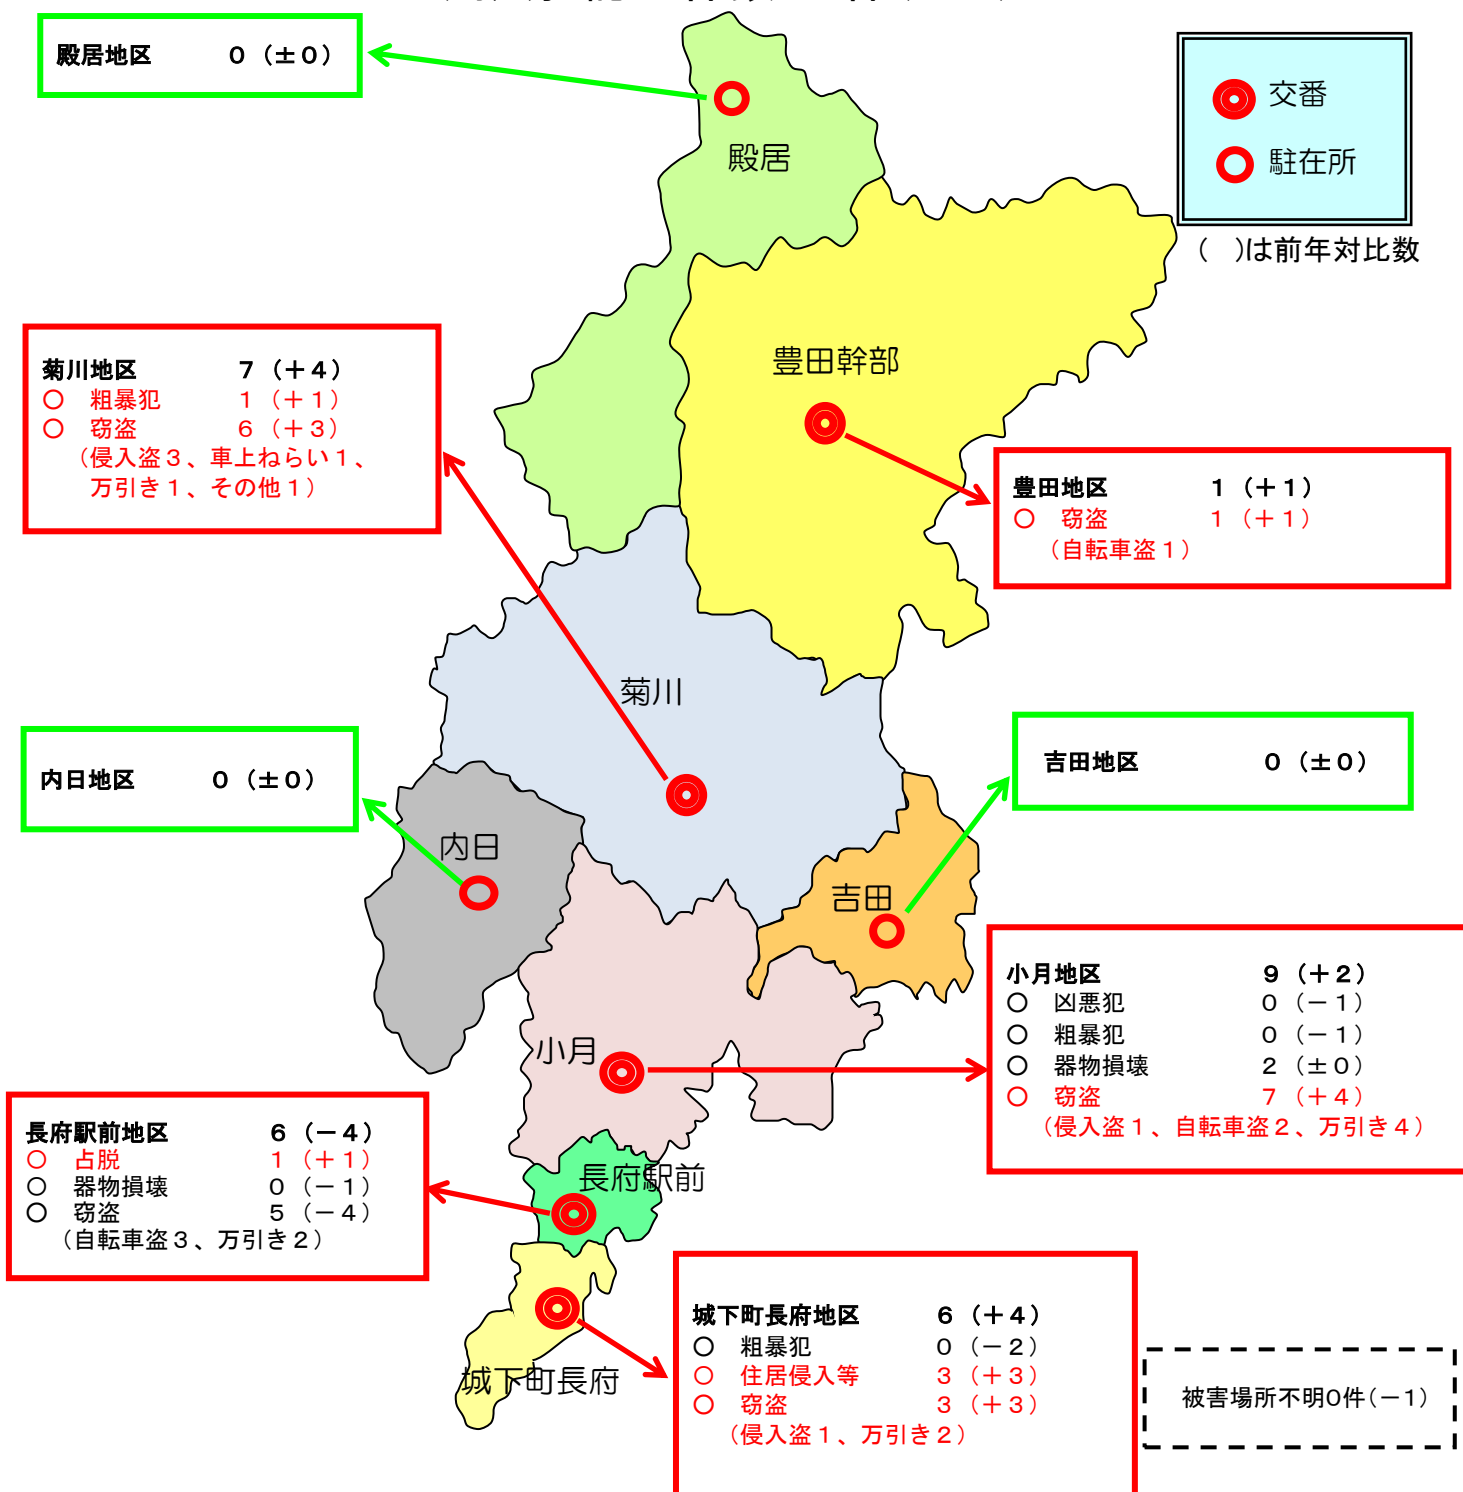 殿居地区　　　０（±０）
交番
駐在所
（　）は前年対比数
殿居
豊田幹部
菊川地区　　　　７（＋４）
○　粗暴犯　　　１（＋１）
○　窃盗　　　　６（＋３）
（侵入盗３、車上ねらい１、
万引き１、その他１）
豊田地区　　　　１（＋１）
○　窃盗　　　　１（＋１）
（自転車盗１）
菊川
内日地区　　　０（±０）
吉田地区　　　　０（±０）
内日
吉田
小月地区　　　　　　９（＋２）
○　凶悪犯　　　　　０（－１）
○　粗暴犯　　　　　０（－１）
○　器物損壊　　　　２（±０）
○　窃盗　　　　　　７（＋４）
（侵入盗１、自転車盗２、万引き４）
小月
長府駅前地区　　　　６（－４）
○　占脱　　　　　　１（＋１）
○　器物損壊　　　　０（－１）
○　窃盗　　　　　　５（－４）
（自転車盗３、万引き２）
長府駅前
城下町長府地区　　　６（＋４）
○　粗暴犯　　　　　０（－２）
○　住居侵入等　　　３（＋３）
○　窃盗　　　　　　３（＋３）
（侵入盗１、万引き２）
城下町長府
被害場所不明0件(－1)